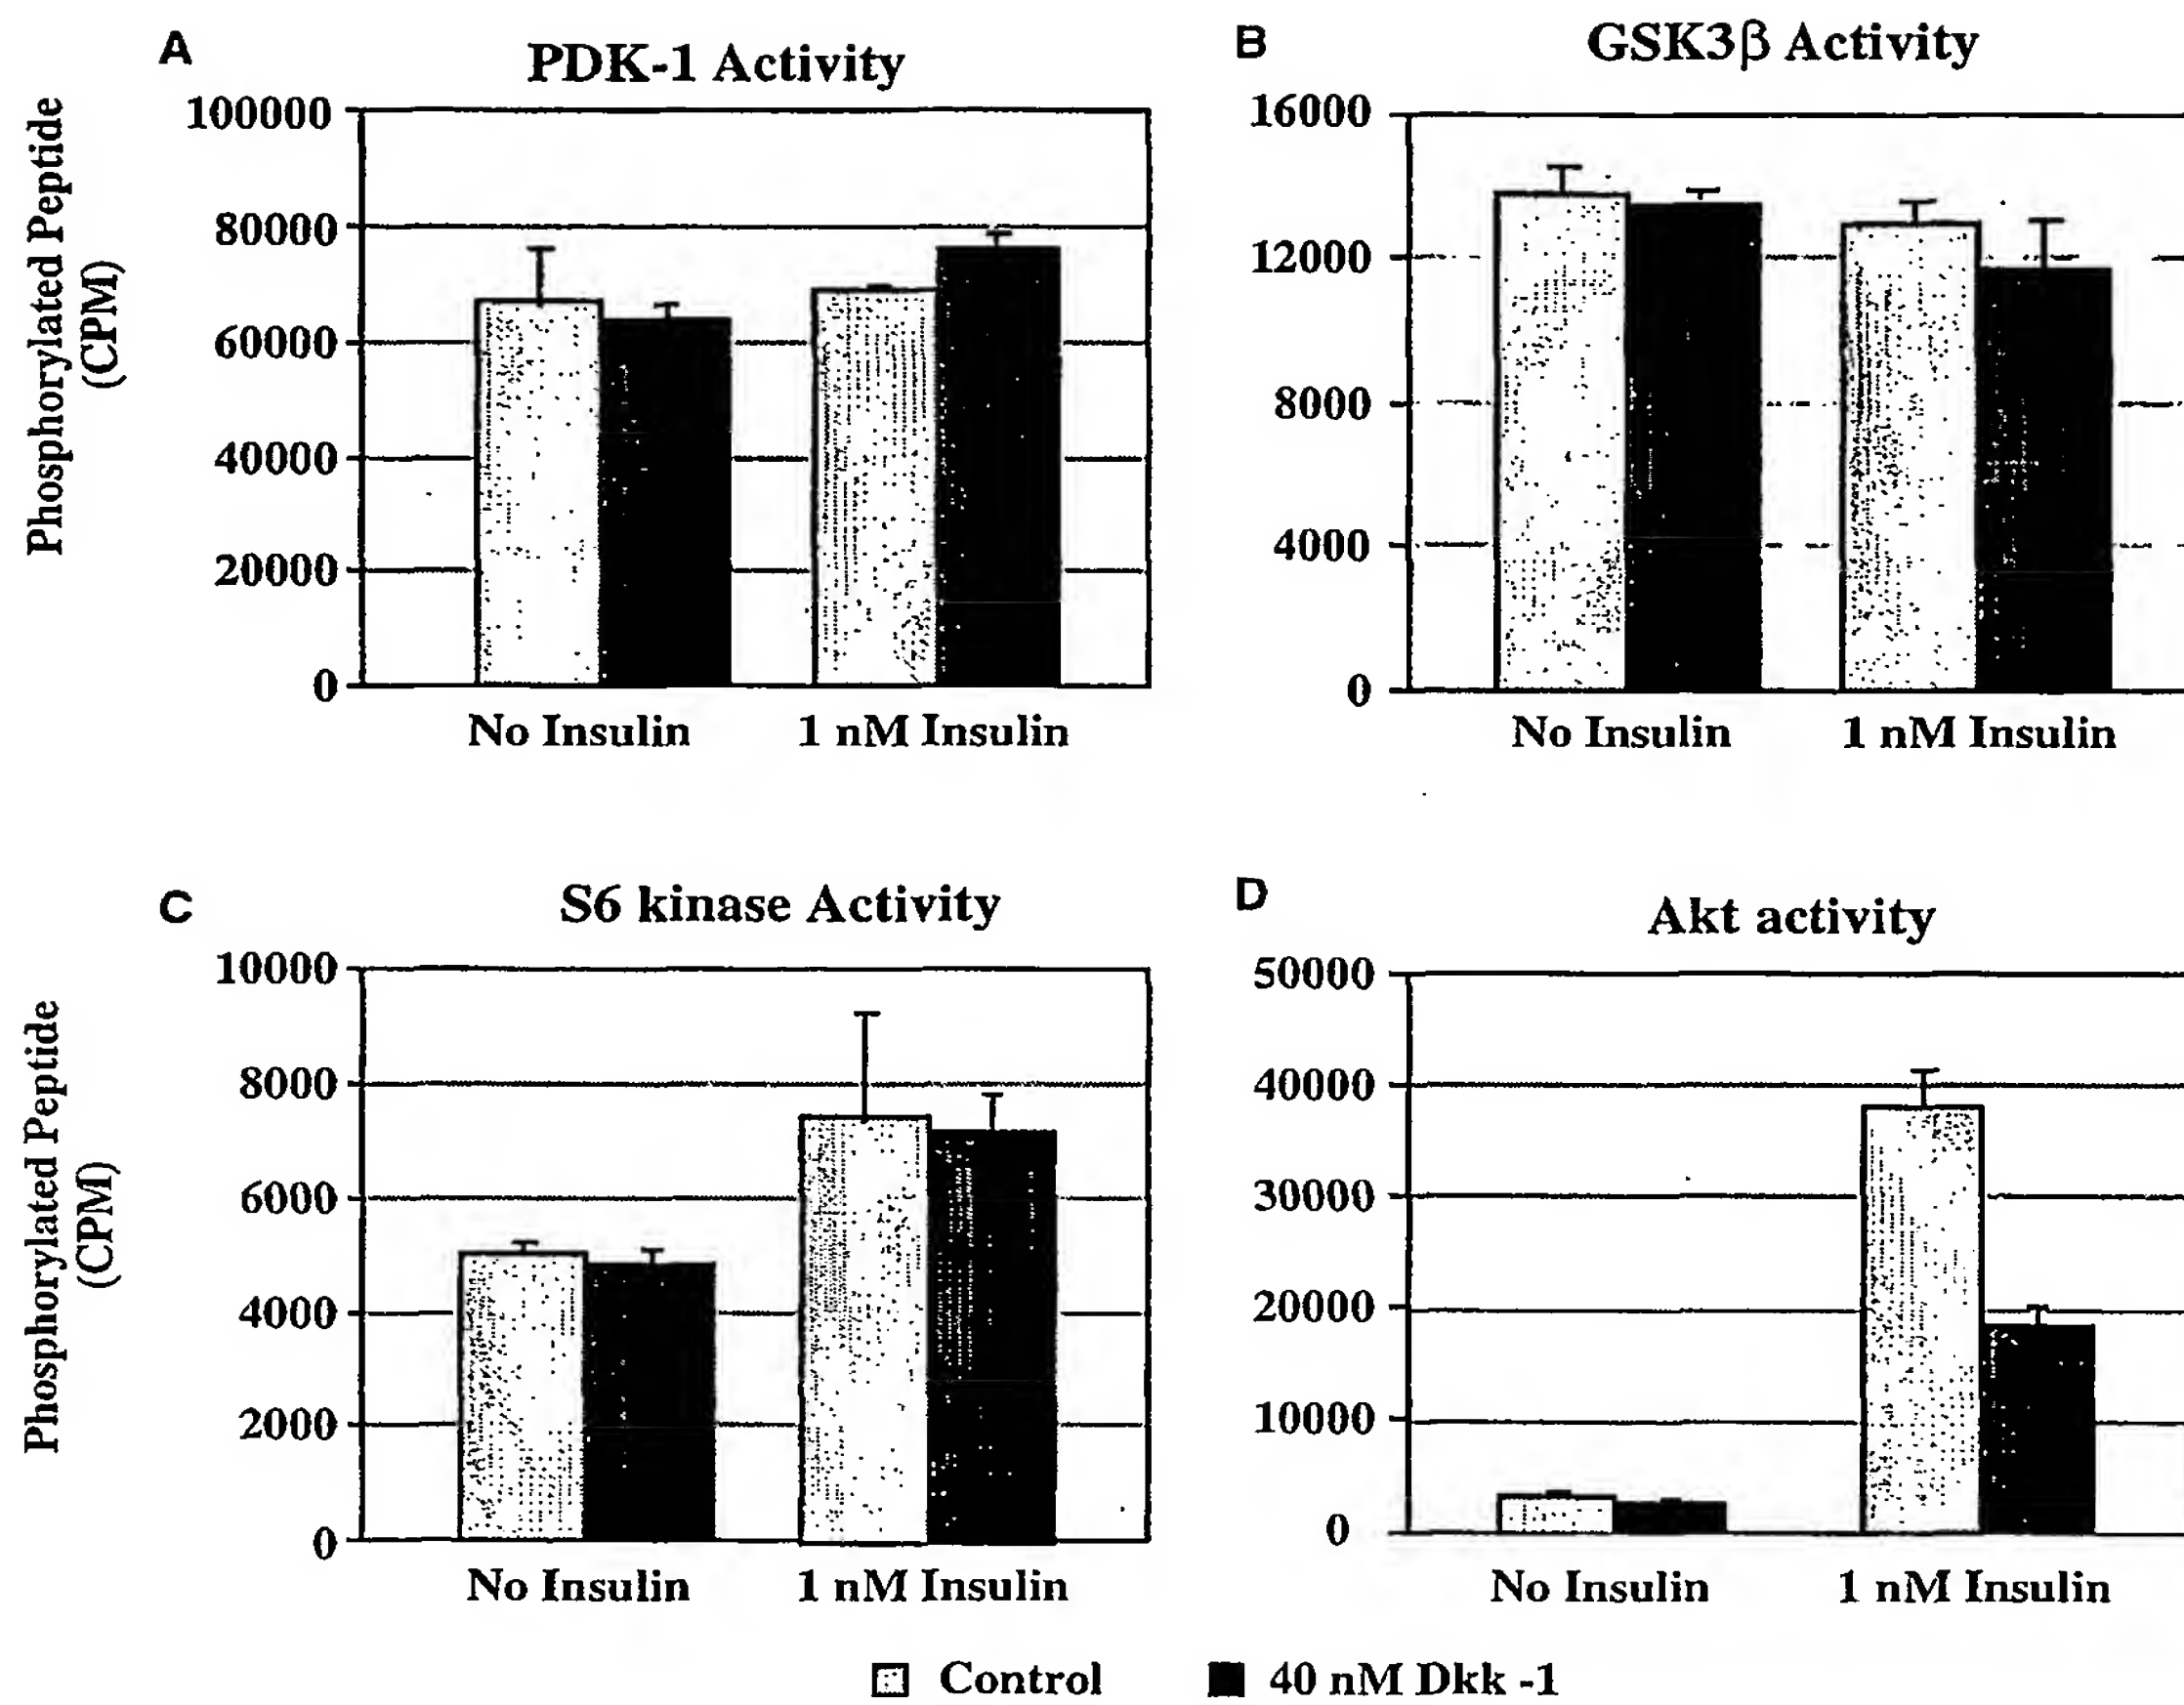 A
PDK-1 Activity
Phosphorylated Peptide
(CPM)
100000
80000
60000
40000
20000
0
No Insulin
1 nM Insulin
B
GSK3β Activity
16000
12000
8000
4000
0
No Insulin
1 nM Insulin
C
S6 kinase Activity
Phosphorylated Peptide
(CPM)
10000
8000
6000
4000
2000
0
No Insulin
1 nM Insulin
D
Akt activity
50000
40000
30000
20000
10000
0
No Insulin
1 nM Insulin
Control
40 nM Dkk -1